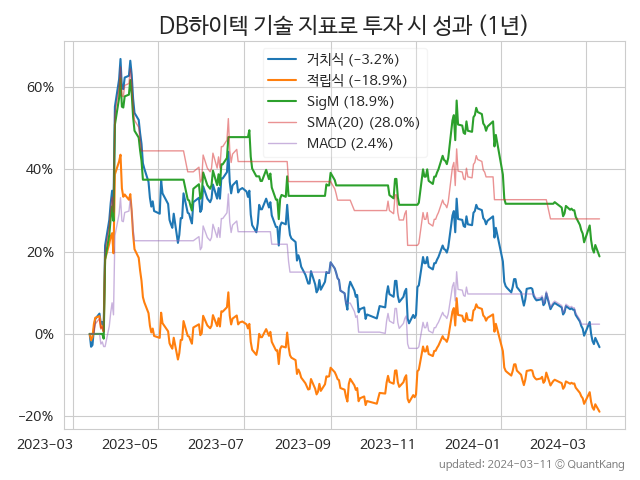 DB하이텍 기술 지표로 투자 시 성과 (1년)
거치식 (−3.2%)
적립식 (−18.9%)
SigM (18.9%)
SMA(20) (28.0%)
MACD (2.4%)
60%
40%
20%
0%
−20%
2023-03 2023-05 2023-07 2023-09 2023-11 2024-01 2024-03
updated: 2024-03-11 © QuantKang